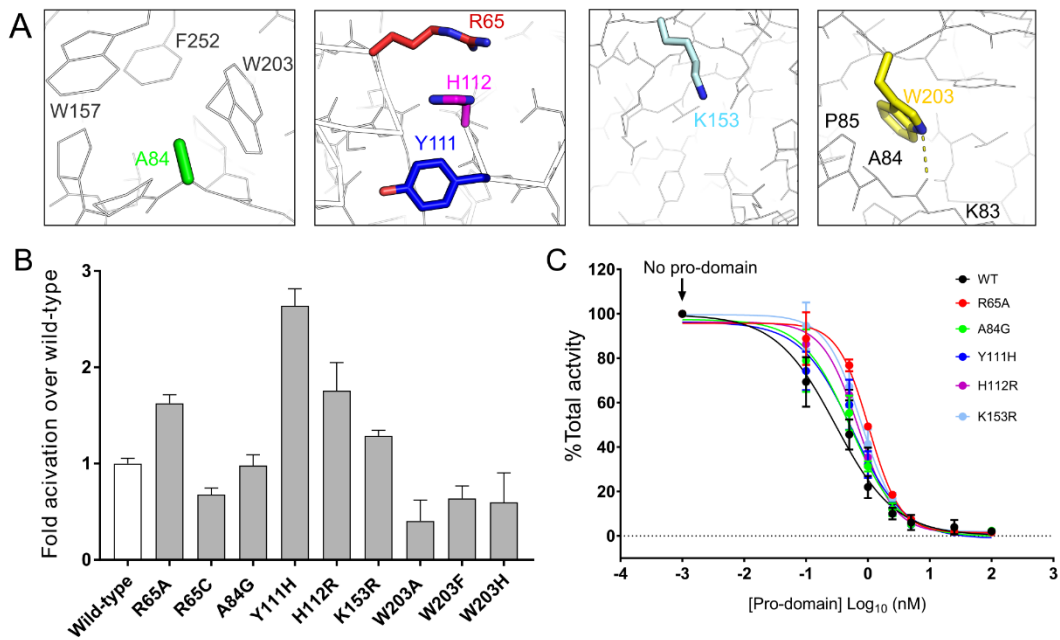 A
W157
F252
W203
A84
R65
H112
Y111
K153
W203
P85
A84
K83
B
Fold acivation over wild-type
3
2
1
0
Wild-type
R65A
R65C
A84G
Y111H
H112R
K153R
W203A
W203F
W203H
C
No pro-domain
%Total actvity
120
100
80
60
40
20
0
-4
-3
-2
-1
0
1
2
3
[Pro-domain] Log10 (nM)
WT
R65A
A84G
Y111H
H112R
K153R